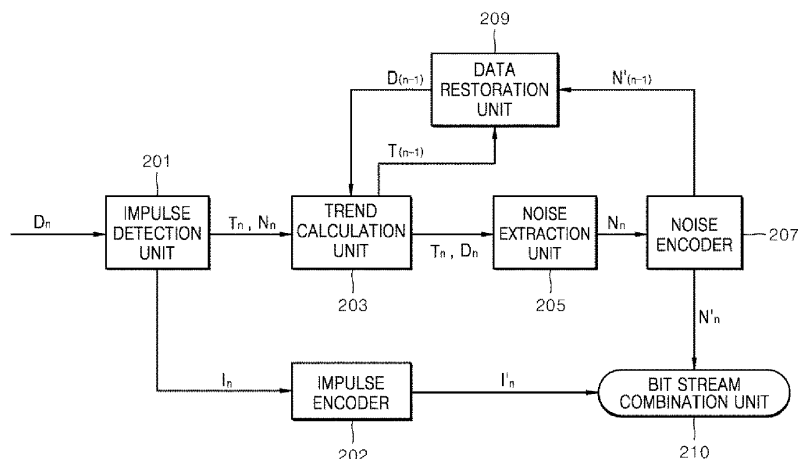 209
DATA
RESTORATION
UNIT
D(n-1)
N'(n-1)
T(n-1)
201
Dn
IMPULSE
DETECTION
UNIT
Tn , Nn
TREND
CALCULATION
UNIT
203
Tn , Dn
NOISE
EXTRACTION
UNIT
205
Nn
NOISE
ENCODER
207
N'n
In
IMPULSE
ENCODER
202
I'n
BIT STREAM
COMBINATION UNIT
210